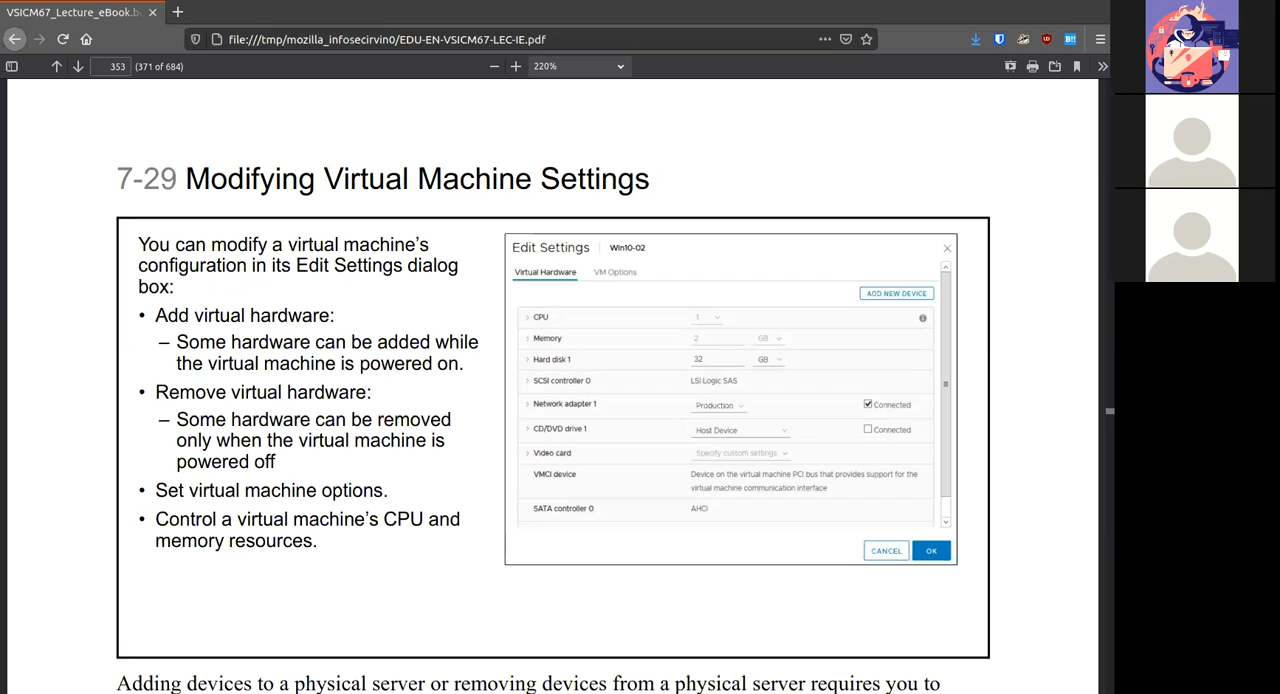 VSICM67_Lecture_eBook.b
file:///tmp/mozilla_infosecirvin0/EDU-EN-VSICM67-LEC-IE.pdf
353 (371 of 684)
220%
7-29 Modifying Virtual Machine Settings
You can modify a virtual machine's
configuration in its Edit Settings dialog
box:
• Add virtual hardware:
– Some hardware can be added while
the virtual machine is powered on.
• Remove virtual hardware:
– Some hardware can be removed
only when the virtual machine is
powered off
• Set virtual machine options.
• Control a virtual machine's CPU and
memory resources.
Edit Settings Win10-02
Virtual Hardware VM Options
ADD NEW DEVICE
CPU 1
Memory 2 GB
Hard disk 1 32 GB
SCSI controller 0 LSI Logic SAS
Network adapter 1 Production Connected
CD/DVD drive 1 Host Device Connected
Video card Specify custom settings
VMCI device Device on the virtual machine PCI bus that provides support for the
virtual machine communication interface
SATA controller 0 AHCI
CANCEL OK
Adding devices to a physical server or removing devices from a physical server requires you to